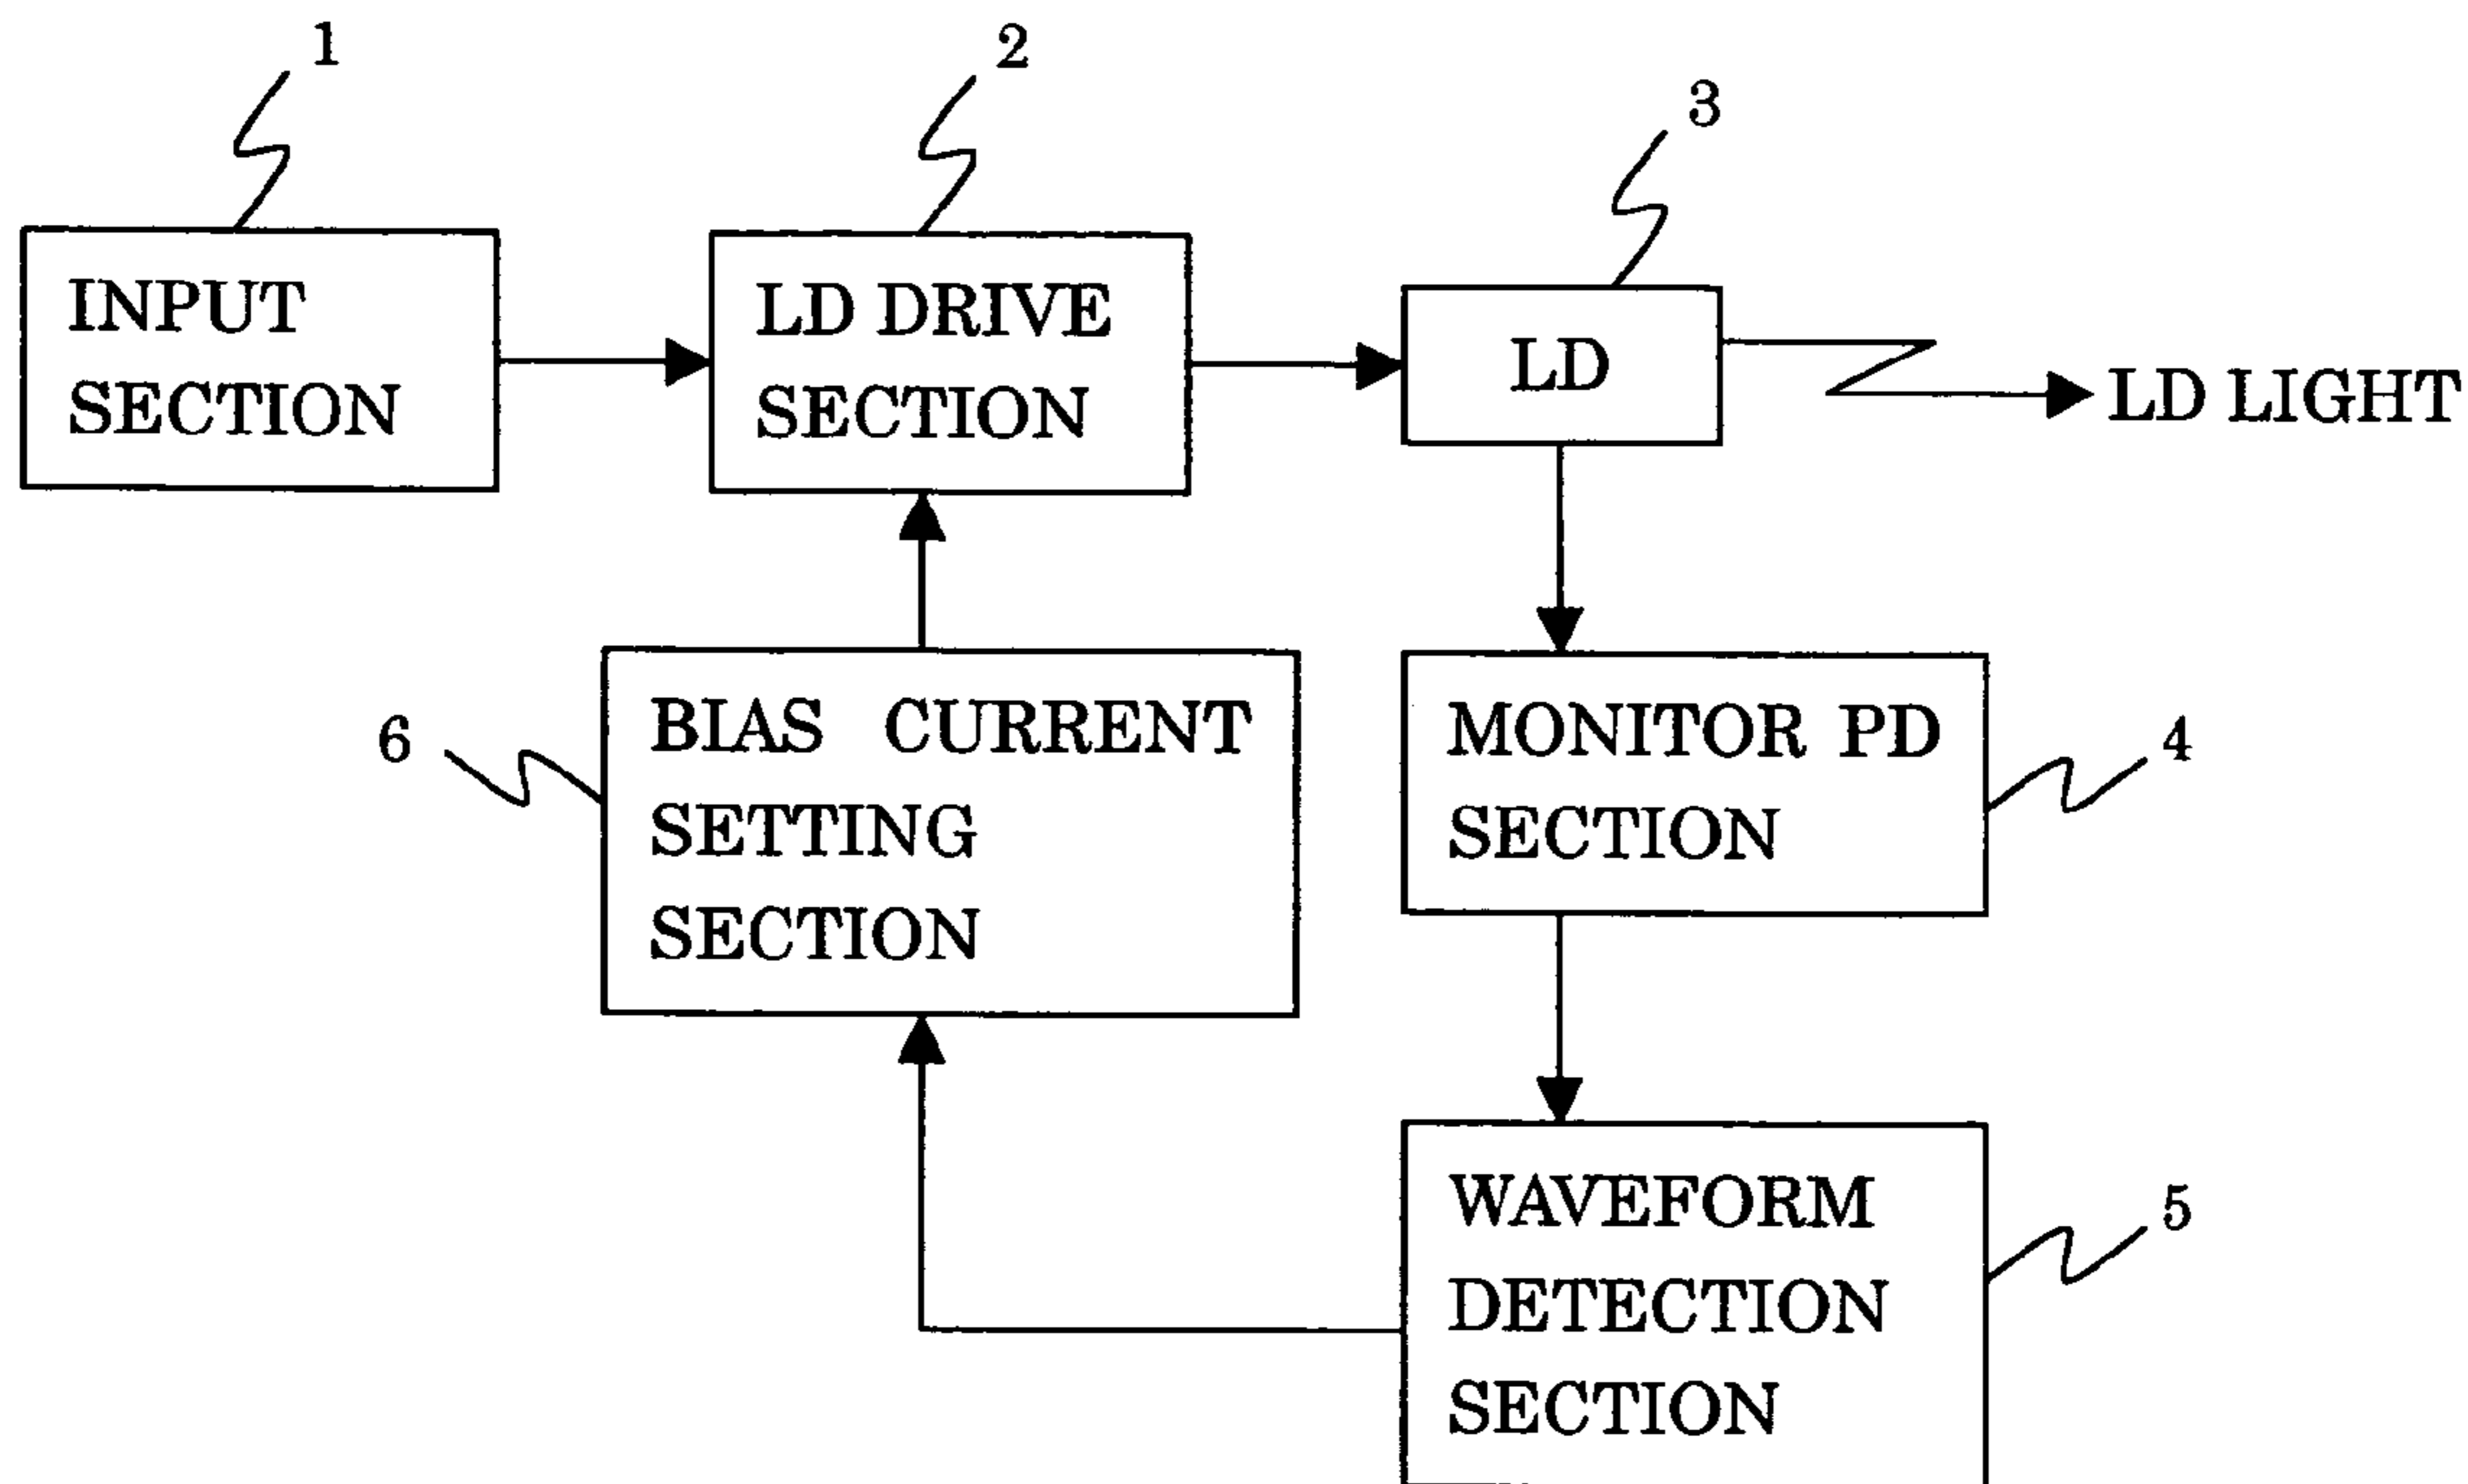 1
2
3
INPUT
SECTION
LD DRIVE
SECTION
LD
LD LIGHT
6
BIAS CURRENT
SETTING
SECTION
MONITOR PD
SECTION
4
WAVEFORM
DETECTION
SECTION
5